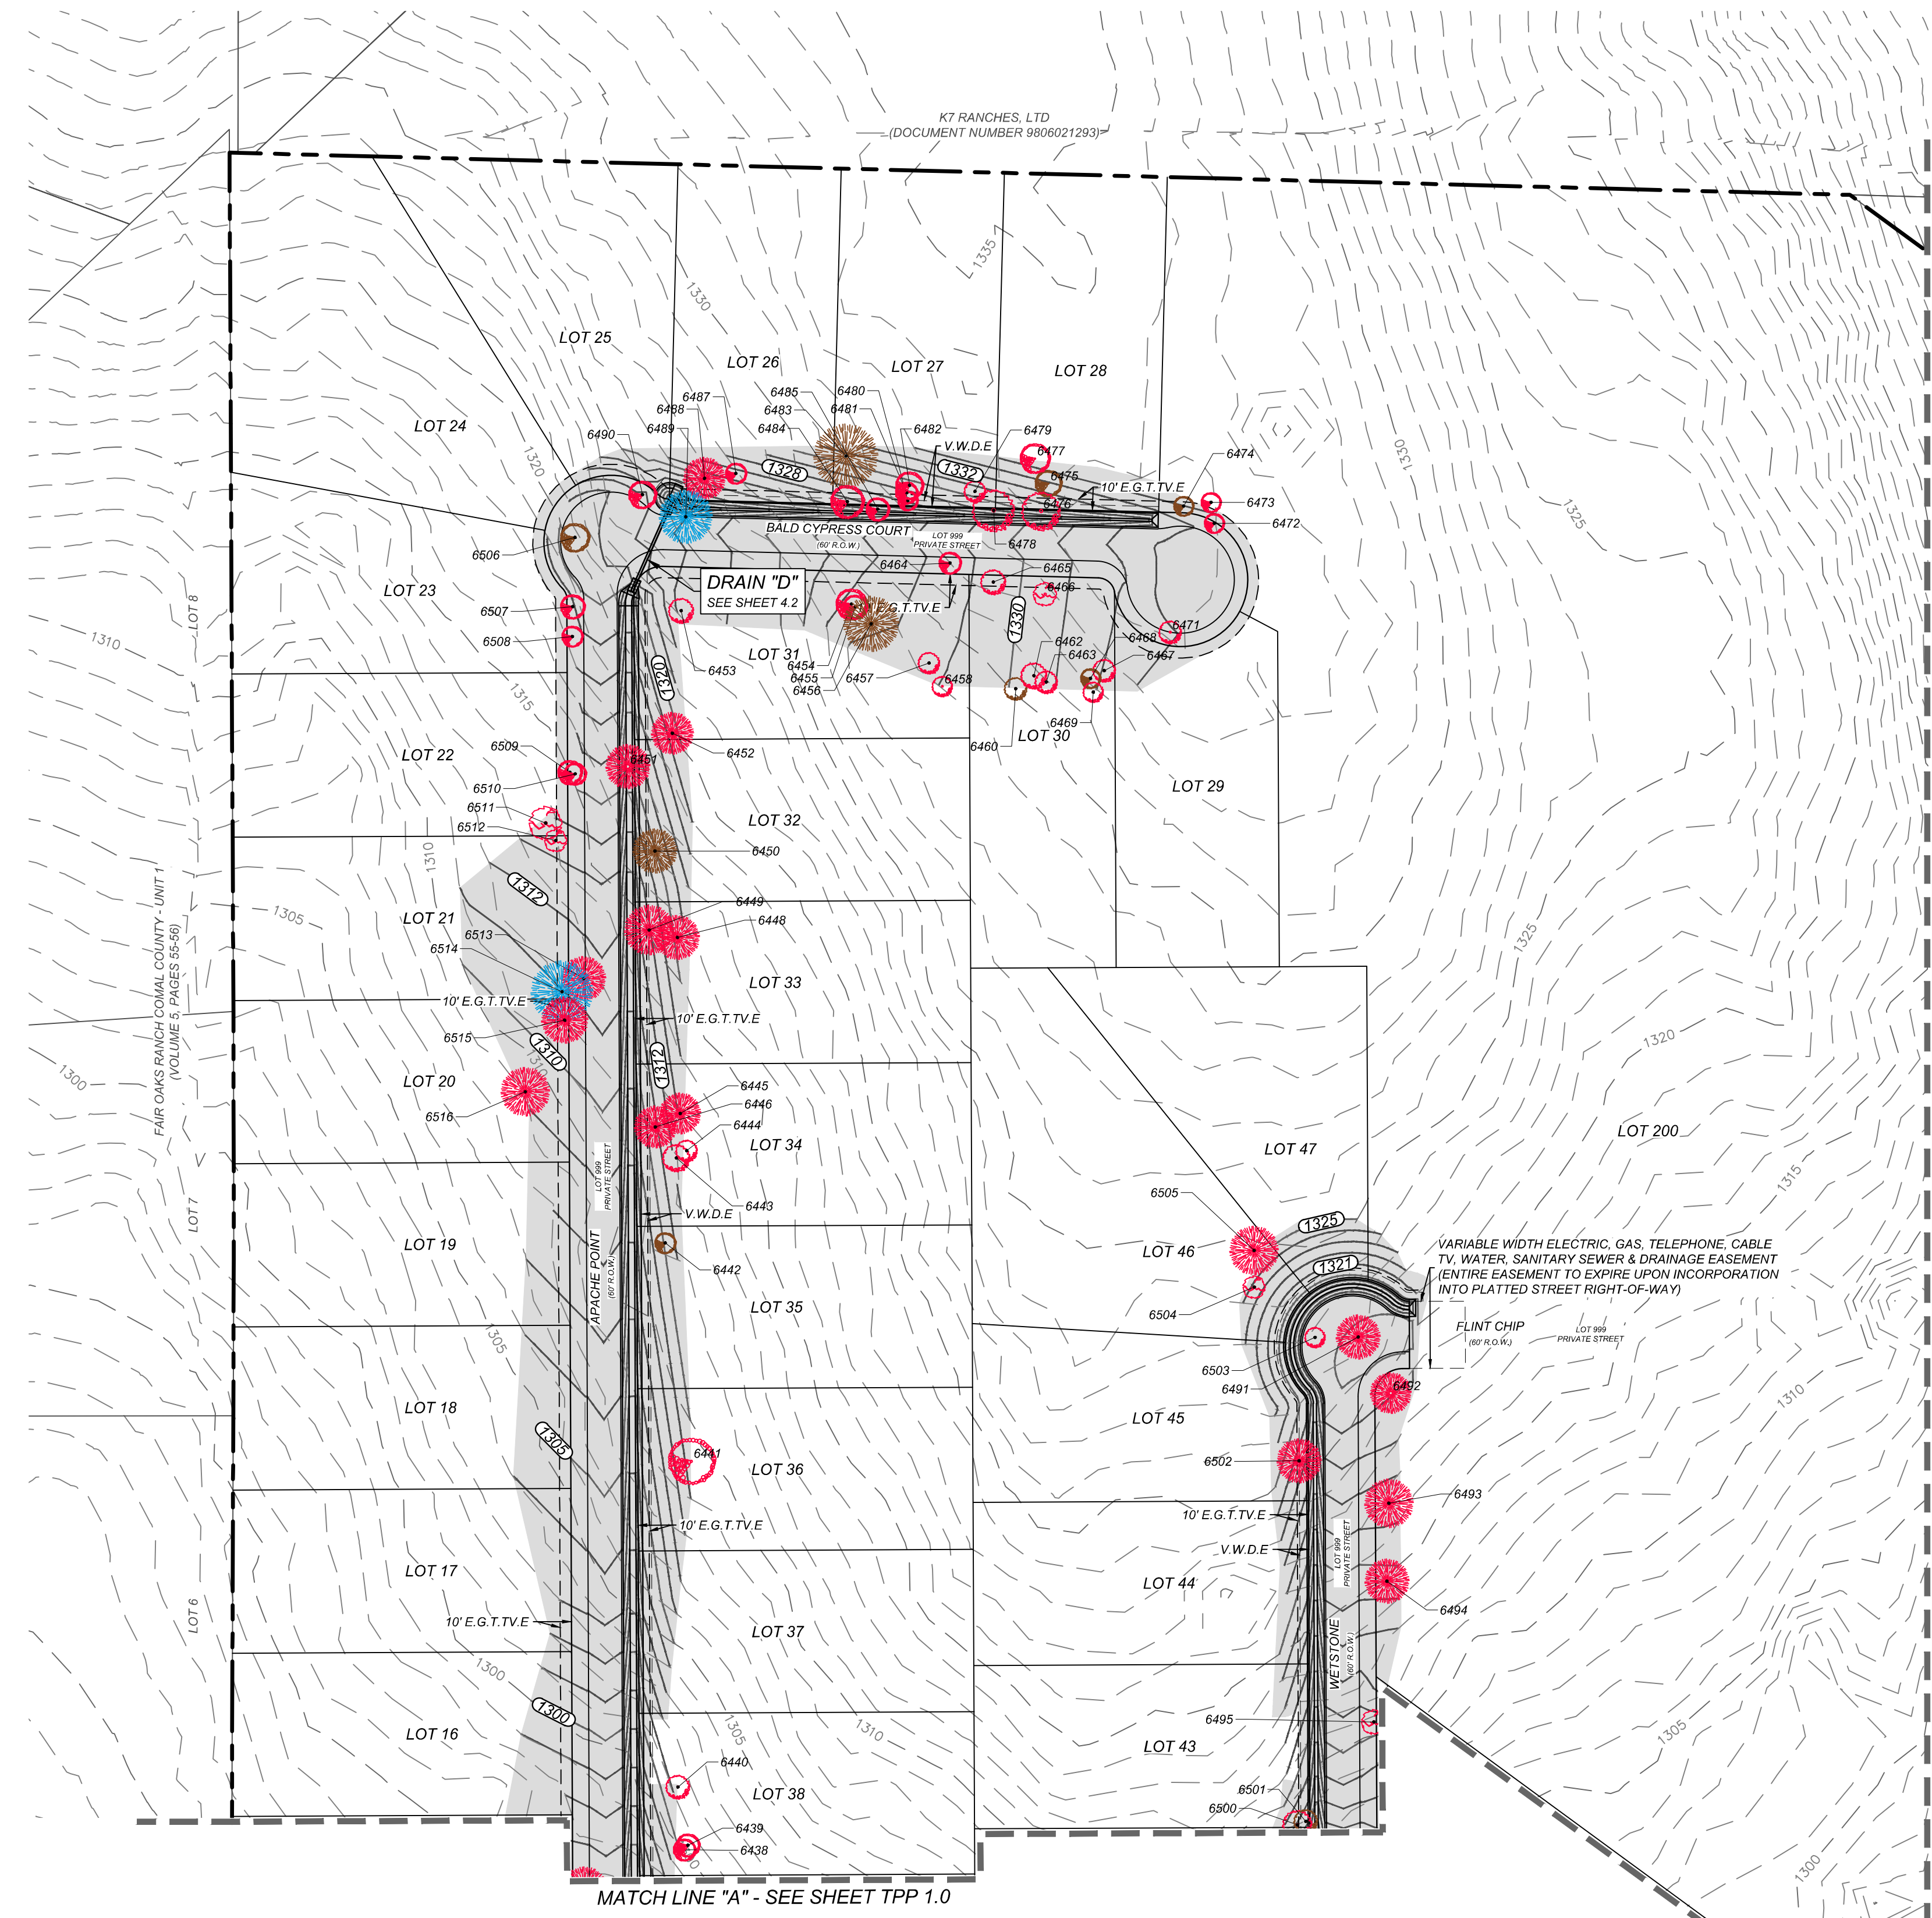 K7 RANCHES, LTD
(DOCUMENT NUMBER 9806021293)
1335
1330
LOT 25
LOT 26
LOT 27
LOT 28
6487
6488
6489
6490
6485
6483
6484
6480
6481
6482
V.W.D.E
6479
6477
6475
6476
6474
6473
6472
10' E.G.T.TV.E
1328
1332
1330
1325
LOT 24
1320
BALD CYPRESS COURT
(60' R.O.W.)
LOT 999
PRIVATE STREET
6478
6506
6464
6465
6466
DRAIN "D"
SEE SHEET 4.2
E.G.T.TV.E
1330
LOT 23
LOT 8
6507
6508
1310
6453
LOT 31
6454
6455
6456
6457
6458
6462
6463
6468
6471
6467
1320
1315
6469
6460
LOT 30
LOT 22
6509
6510
6451
6452
6511
6512
LOT 29
LOT 32
1310
6450
1312
1305
FAIR OAKS RANCH COMAL COUNTY - UNIT 1
(VOLUME 5, PAGES 555-56)
LOT 21
6449
6448
6513
6514
1325
LOT 33
10' E.G.T.TV.E
10' E.G.T.TV.E
6515
1310
1310
1312
1300
LOT 20
6516
6445
6446
6444
LOT 34
1320
LOT 200
LOT 47
1315
LOT 999
PRIVATE STREET
6443
V.W.D.E
6505
LOT 7
LOT 19
APACHE POINT
(60' R.O.W.)
6442
LOT 46
1325
1321
VARIABLE WIDTH ELECTRIC, GAS, TELEPHONE, CABLE
TV, WATER, SANITARY SEWER & DRAINAGE EASEMENT
(ENTIRE EASEMENT TO EXPIRE UPON INCORPORATION
INTO PLATTED STREET RIGHT-OF-WAY)
6504
LOT 35
1305
FLINT CHIP
(60' R.O.W.)
LOT 999
PRIVATE STREET
6503
6491
6492
1310
LOT 18
LOT 45
1305
6441
LOT 36
6502
6493
10' E.G.T.TV.E
10' E.G.T.TV.E
V.W.D.E
LOT 999
PRIVATE STREET
LOT 17
LOT 44
6494
LOT 6
10' E.G.T.TV.E
LOT 37
WETSTONE
(60' R.O.W.)
1300
1300
6495
1305
1310
1305
LOT 16
LOT 43
6440
LOT 38
6501
6500
6439
6438
1300
MATCH LINE "A" - SEE SHEET TPP 1.0